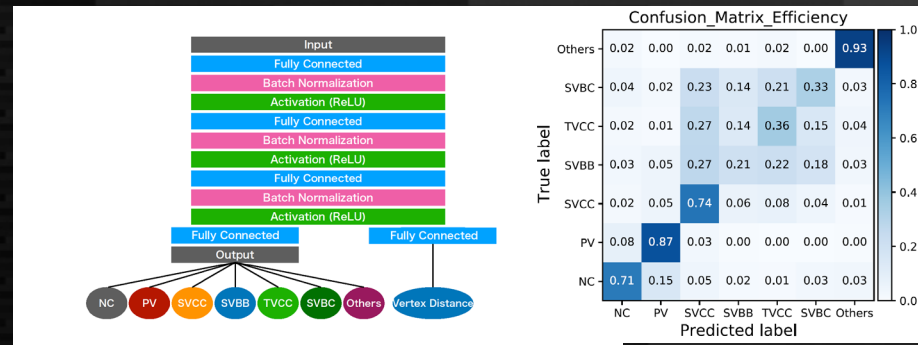 Input
Fully Connected
Batch Normalization
Activation (ReLU)
Fully Connected
Batch Normalization
Activation (ReLU)
Fully Connected
Batch Normalization
Activation (ReLU)
Fully Connected Fully Connected
Output
NC PV SVCC SVBB TVCC SVBC Others Vertex Distance
Confusion_Matrix_Efficiency
True label
Others 0.02 0.00 0.02 0.01 0.02 0.00 0.93
SVBC 0.04 0.02 0.23 0.14 0.21 0.33 0.03
TVCC 0.02 0.01 0.27 0.14 0.36 0.15 0.04
SVBB 0.03 0.05 0.27 0.21 0.22 0.18 0.03
SVCC 0.02 0.05 0.74 0.06 0.08 0.04 0.01
PV 0.08 0.87 0.03 0.00 0.00 0.00 0.00
NC 0.71 0.15 0.05 0.02 0.01 0.03 0.03
NC PV SVCC SVBB TVCC SVBC Others
Predicted label
1.0
0.8
0.6
0.4
0.2
0.0